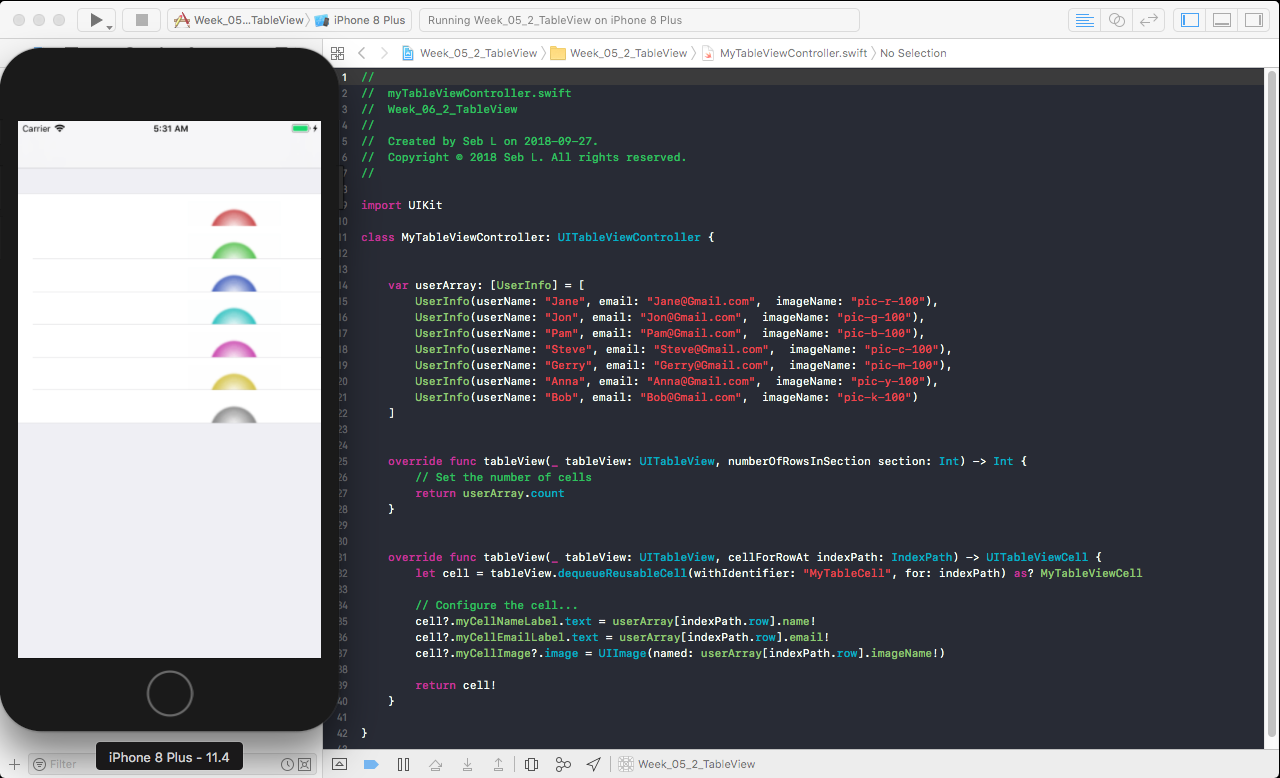 Week_05...TableView
iPhone 8 Plus
Running Week_05_2_TableView on iPhone 8 Plus
Week_05_2_TableView
Week_05_2_TableView
MyTableViewController.swift
No Selection
Carrier
5:31 AM
1 //
2 //  myTableViewController.swift
3 //  Week_06_2_TableView
4 //
5 //  Created by Seb L on 2018-09-27.
6 //  Copyright © 2018 Seb L. All rights reserved.
7 //
8
9 import UIKit
10
11 class MyTableViewController: UITableViewController {
12
13
14     var userArray: [UserInfo] = [
15         UserInfo(userName: "Jane", email: "Jane@Gmail.com",  imageName: "pic-r-100"),
16         UserInfo(userName: "Jon", email: "Jon@Gmail.com",  imageName: "pic-g-100"),
17         UserInfo(userName: "Pam", email: "Pam@Gmail.com",  imageName: "pic-b-100"),
18         UserInfo(userName: "Steve", email: "Steve@Gmail.com",  imageName: "pic-c-100"),
19         UserInfo(userName: "Gerry", email: "Gerry@Gmail.com",  imageName: "pic-m-100"),
20         UserInfo(userName: "Anna", email: "Anna@Gmail.com",  imageName: "pic-y-100"),
21         UserInfo(userName: "Bob", email: "Bob@Gmail.com",  imageName: "pic-k-100")
22     ]
23
24
25     override func tableView(_ tableView: UITableView, numberOfRowsInSection section: Int) -> Int {
26         // Set the number of cells
27         return userArray.count
28     }
29
30
31     override func tableView(_ tableView: UITableView, cellForRowAt indexPath: IndexPath) -> UITableViewCell {
32         let cell = tableView.dequeueReusableCell(withIdentifier: "MyTableCell", for: indexPath) as? MyTableViewCell
33
34         // Configure the cell...
35         cell?.myCellNameLabel.text = userArray[indexPath.row].name!
36         cell?.myCellEmailLabel.text = userArray[indexPath.row].email!
37         cell?.myCellImage?.image = UIImage(named: userArray[indexPath.row].imageName!)
38
39         return cell!
40     }
41
42 }
43
iPhone 8 Plus - 11.4
Filter
Week_05_2_TableView